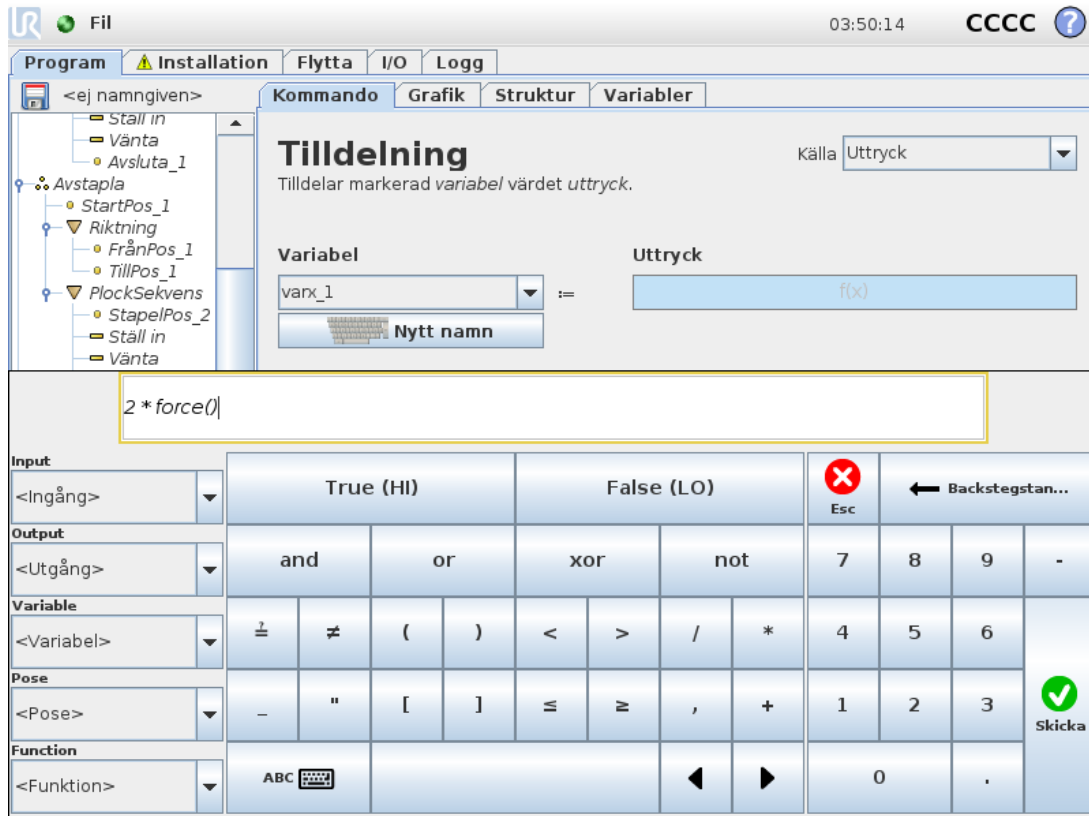 UR Fil 03:50:14 CCCC ?
Program Installation Flytta I/O Logg
<ej namngiven>
Kommando Grafik Struktur Variabler
Ställ in
Vänta
Avsluta_1
Avstapla
StartPos_1
Riktning
FrånPos_1
TillPos_1
PlockSekvens
StapelPos_2
Ställ in
Vänta
Tilldelning
Källa Uttryck
Tilldelar markerad variabel värdet uttryck.
Variabel Uttryck
varx_1 := f(x)
Nytt namn
2 * force()
Input
<Ingång>
Output
<Utgång>
Variable
<Variabel>
Pose
<Pose>
Function
<Funktion>
True (HI) False (LO) Esc Backstegstan...
and or xor not 7 8 9 -
≟ ≠ ( ) < > / * 4 5 6
_ " [ ] ≤ ≥ , + 1 2 3 Skicka
ABC 0 .